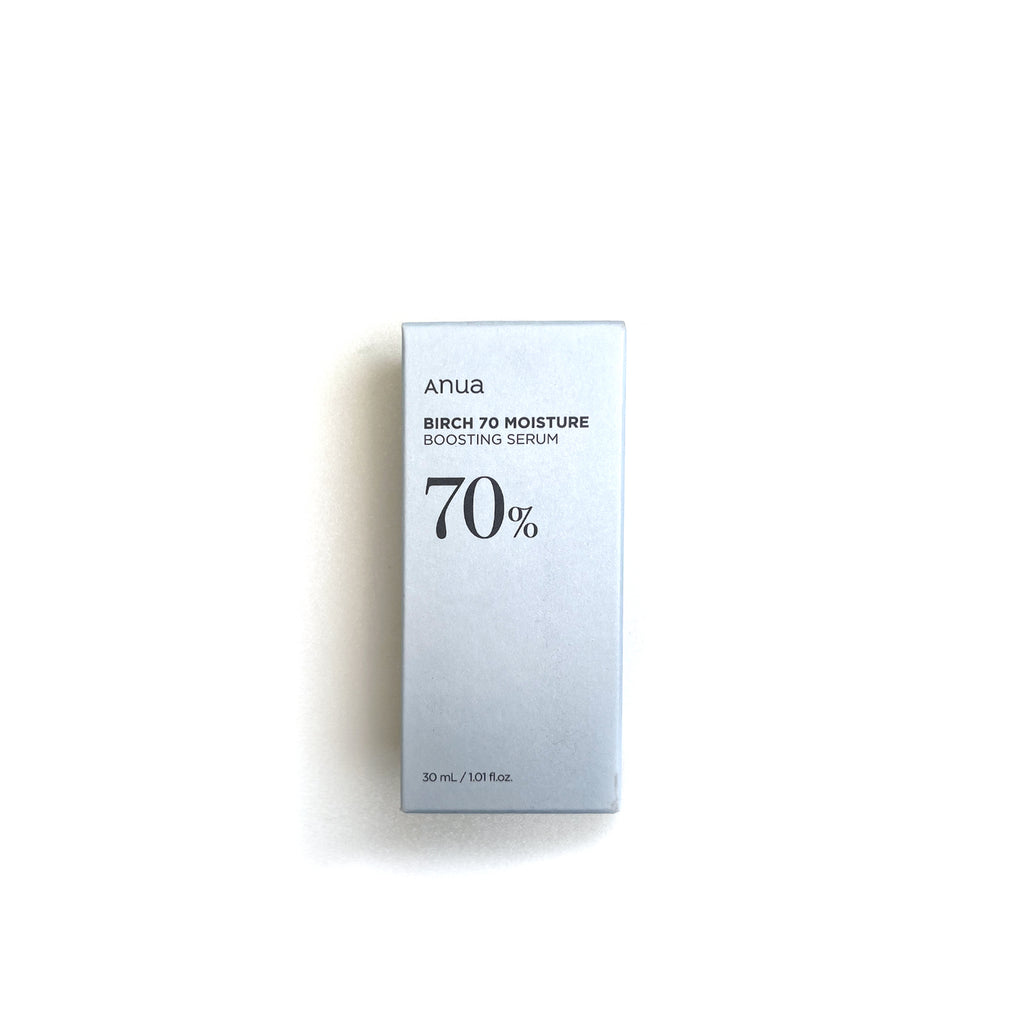 Anua
BIRCH 70 MOISTURE
BOOSTING SERUM
70%
30 mL / 1.01 fl.oz.